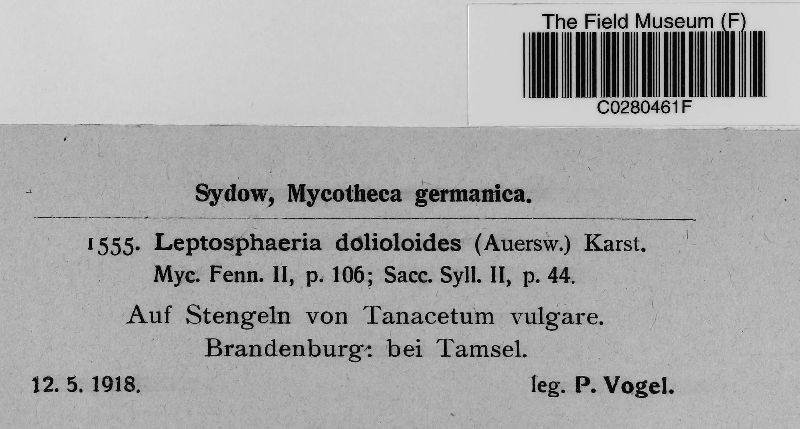 The Field Museum (F)
C0280461F
Sydow, Mycotheca germanica.
1555. Leptosphaeria dolioloides (Auersw.) Karst.
Myc. Fenn. II, p. 106; Sacc. Syll. II, p. 44.
Auf Stengeln von Tanacetum vulgare.
Brandenburg: bei Tamsel.
12. 5. 1918. leg. P. Vogel.